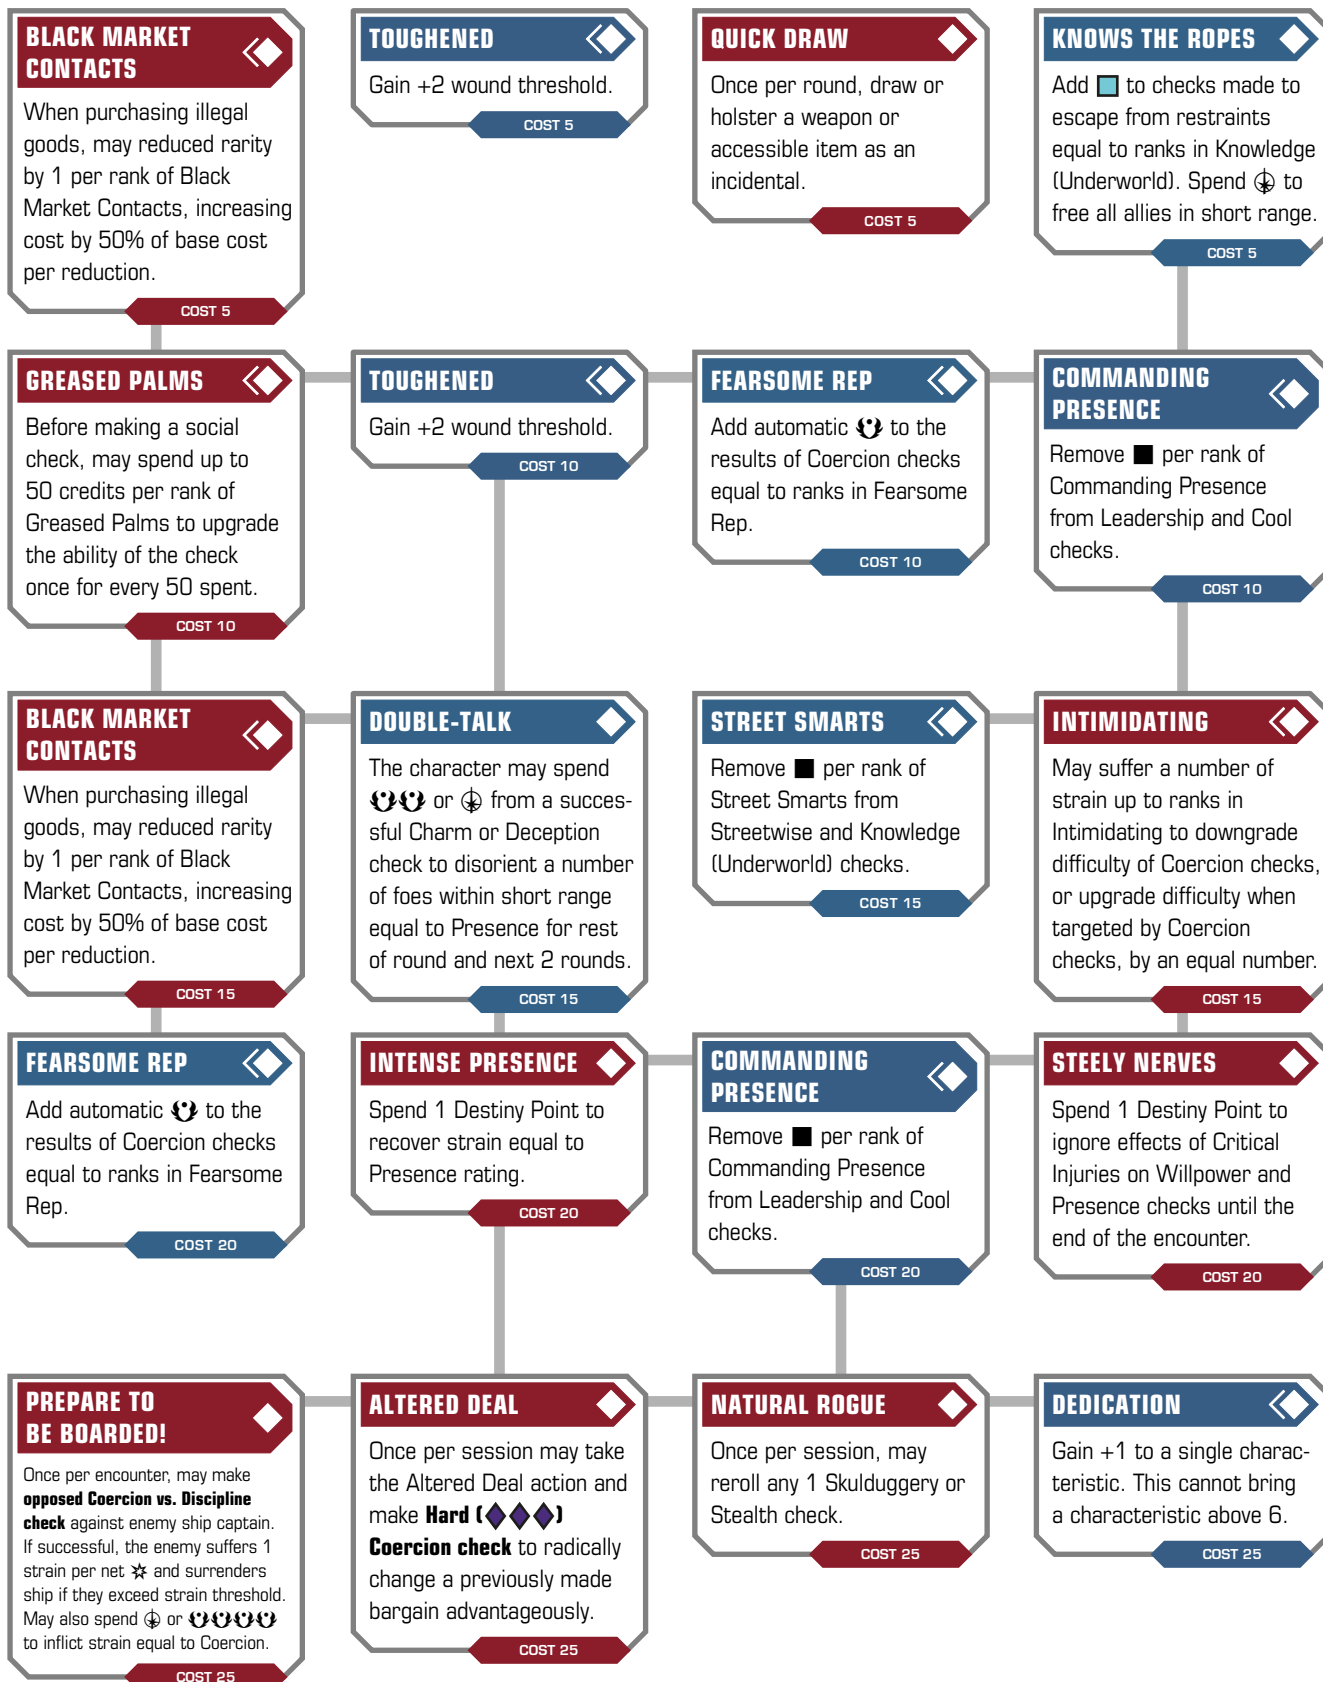 BLACK MARKET
CONTACTS
When purchasing illegal
goods, may reduced rarity
by 1 per rank of Black
Market Contacts, increasing
cost by 50% of base cost
per reduction.
COST 5
TOUGHENED
Gain +2 wound threshold.
COST 5
QUICK DRAW
Once per round, draw or
holster a weapon or
accessible item as an
incidental.
COST 5
KNOWS THE ROPES
Add to checks made to
escape from restraints
equal to ranks in Knowledge
(Underworld). Spend to
free all allies in short range.
COST 5
GREASED PALMS
Before making a social
check, may spend up to
50 credits per rank of
Greased Palms to upgrade
the ability of the check
once for every 50 spent.
COST 10
TOUGHENED
Gain +2 wound threshold.
COST 10
FEARSOME REP
Add automatic to the
results of Coercion checks
equal to ranks in Fearsome
Rep.
COST 10
COMMANDING
PRESENCE
Remove per rank of
Commanding Presence
from Leadership and Cool
checks.
COST 10
BLACK MARKET
CONTACTS
When purchasing illegal
goods, may reduced rarity
by 1 per rank of Black
Market Contacts, increasing
cost by 50% of base cost
per reduction.
COST 15
DOUBLE-TALK
The character may spend
or from a succes-
sful Charm or Deception
check to disorient a number
of foes within short range
equal to Presence for rest
of round and next 2 rounds.
COST 15
STREET SMARTS
Remove per rank of
Street Smarts from
Streetwise and Knowledge
(Underworld) checks.
COST 15
INTIMIDATING
May suffer a number of
strain up to ranks in
Intimidating to downgrade
difficulty of Coercion checks,
or upgrade difficulty when
targeted by Coercion
checks, by an equal number.
COST 15
FEARSOME REP
Add automatic to the
results of Coercion checks
equal to ranks in Fearsome
Rep.
COST 20
INTENSE PRESENCE
Spend 1 Destiny Point to
recover strain equal to
Presence rating.
COST 20
COMMANDING
PRESENCE
Remove per rank of
Commanding Presence
from Leadership and Cool
checks.
COST 20
STEELY NERVES
Spend 1 Destiny Point to
ignore effects of Critical
Injuries on Willpower and
Presence checks until the
end of the encounter.
COST 20
PREPARE TO
BE BOARDED!
Once per encounter, may make
opposed Coercion vs. Discipline
check against enemy ship captain.
If successful, the enemy suffers 1
strain per net and surrenders
ship if they exceed strain threshold.
May also spend or
to inflict strain equal to Coercion.
COST 25
ALTERED DEAL
Once per session may take
the Altered Deal action and
make Hard ( )
Coercion check to radically
change a previously made
bargain advantageously.
COST 25
NATURAL ROGUE
Once per session, may
reroll any 1 Skulduggery or
Stealth check.
COST 25
DEDICATION
Gain +1 to a single charac-
teristic. This cannot bring
a characteristic above 6.
COST 25